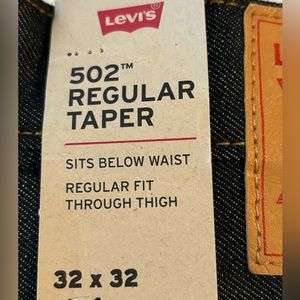 Levi's
502™
REGULAR
TAPER
SITS BELOW WAIST
REGULAR FIT
THROUGH THIGH
32 x 32